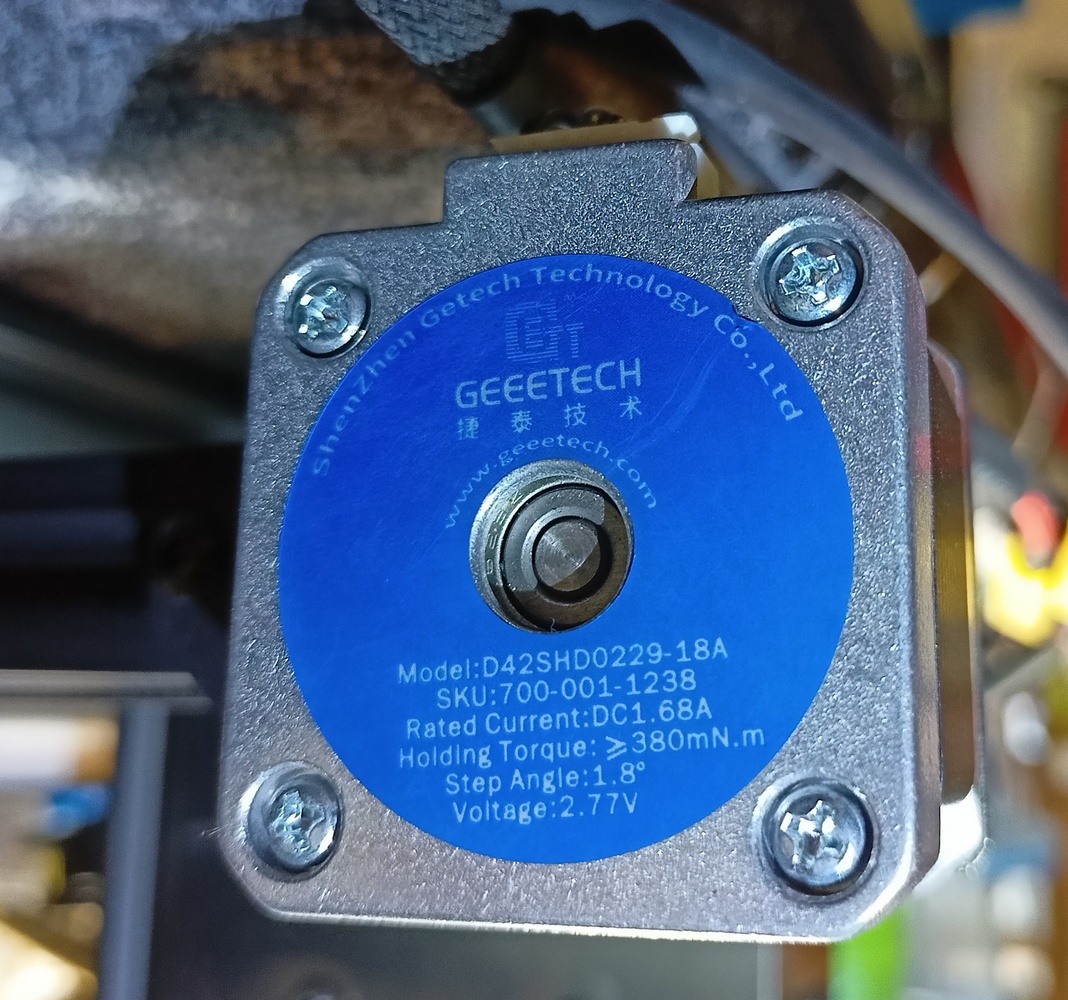 ShenZhen Getech Technology Co.,Ltd
GET
GEEETECH
捷泰技术
www.geeetech.com
Model:D42SHD0229-18A
SKU:700-001-1238
Rated Current:DC1.68A
Holding Torque: ⩾380mN.m
Step Angle:1.8°
Voltage:2.77V